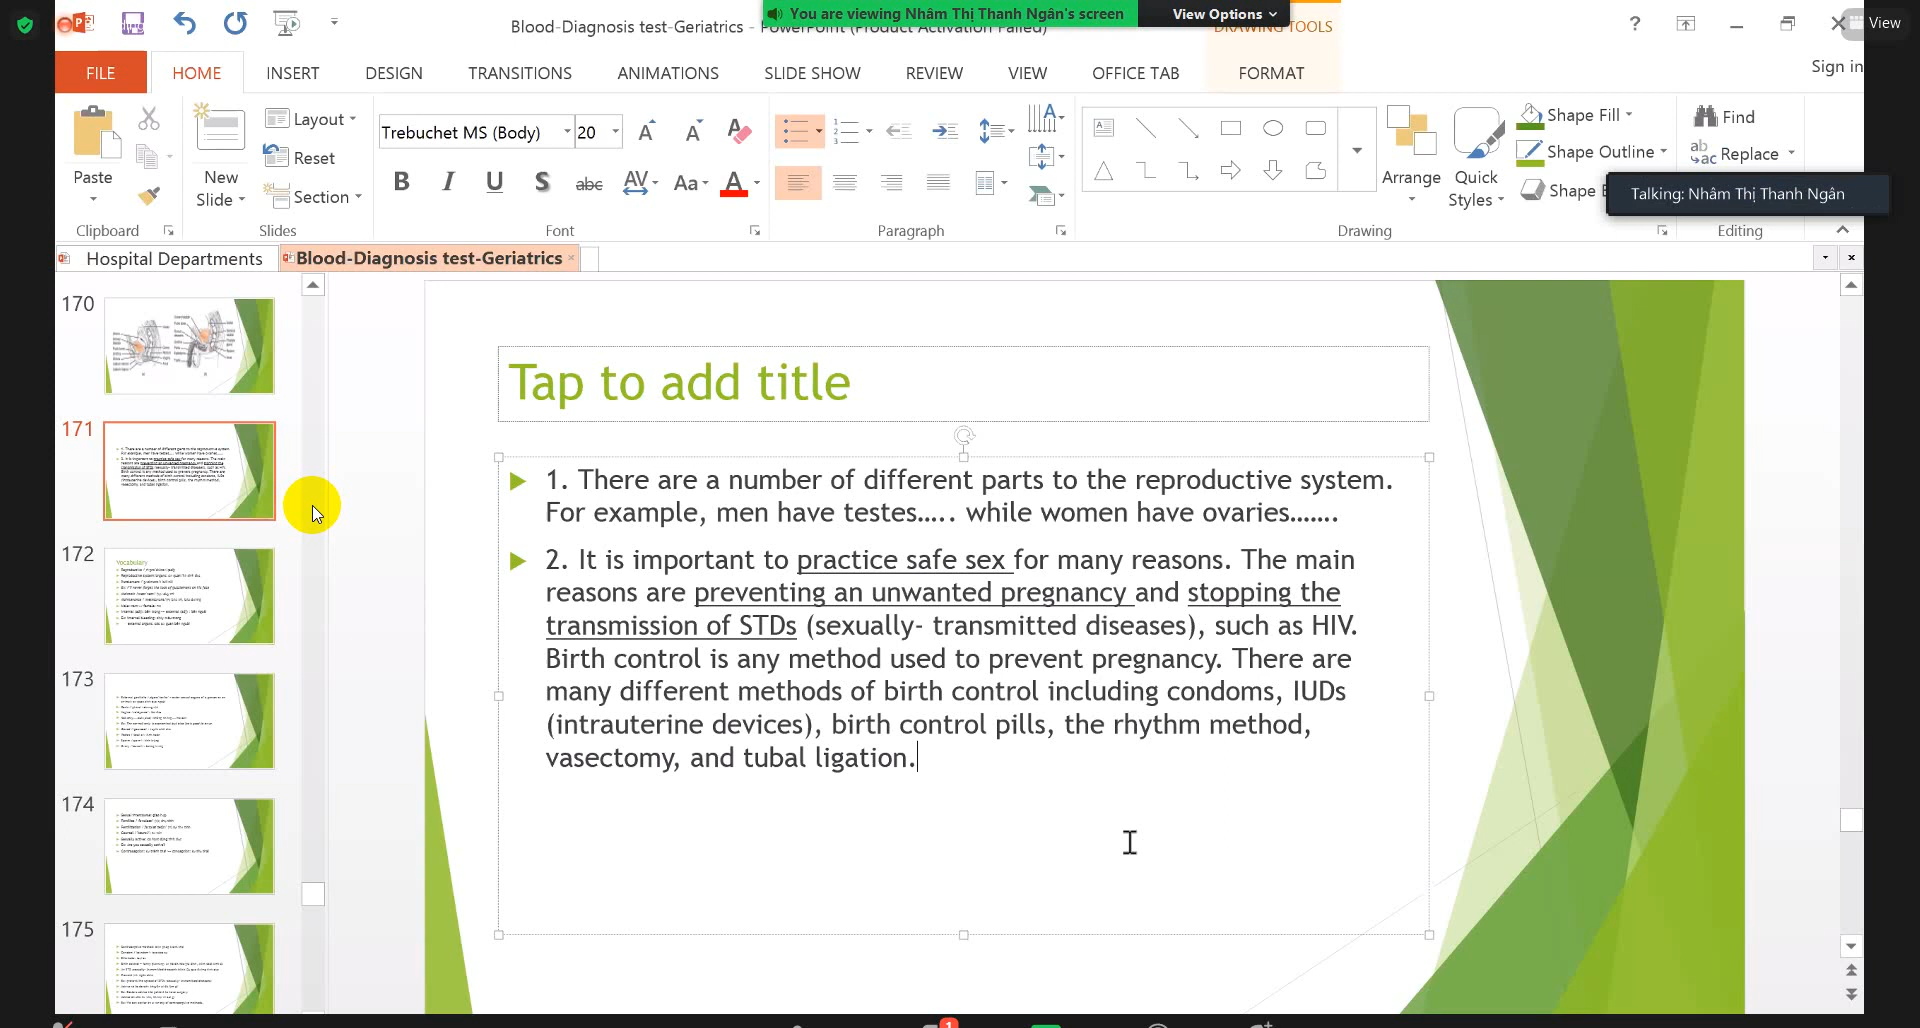 You are viewing Nhâm Thị Thanh Ngân's screen
View Options
View
Blood-Diagnosis test-Geriatrics - PowerPoint (Product Activation Failed)
DRAWING TOOLS
?
FILE
HOME
INSERT
DESIGN
TRANSITIONS
ANIMATIONS
SLIDE SHOW
REVIEW
VIEW
OFFICE TAB
FORMAT
Sign in
Paste
New
Slide
Layout
Reset
Section
Trebuchet MS (Body)
20
B I U S abc AV Aa A
Arrange
Quick
Styles
Shape Fill
Shape Outline
Shape E
Find
Replace
Talking: Nhâm Thị Thanh Ngân
Clipboard
Slides
Font
Paragraph
Drawing
Editing
Hospital Departments
Blood-Diagnosis test-Geriatrics
170
171
172
Vocabulary
173
174
175
Tap to add title
1. There are a number of different parts to the reproductive system.
For example, men have testes….. while women have ovaries…….
2. It is important to practice safe sex for many reasons. The main
reasons are preventing an unwanted pregnancy and stopping the
transmission of STDs (sexually- transmitted diseases), such as HIV.
Birth control is any method used to prevent pregnancy. There are
many different methods of birth control including condoms, IUDs
(intrauterine devices), birth control pills, the rhythm method,
vasectomy, and tubal ligation.
1